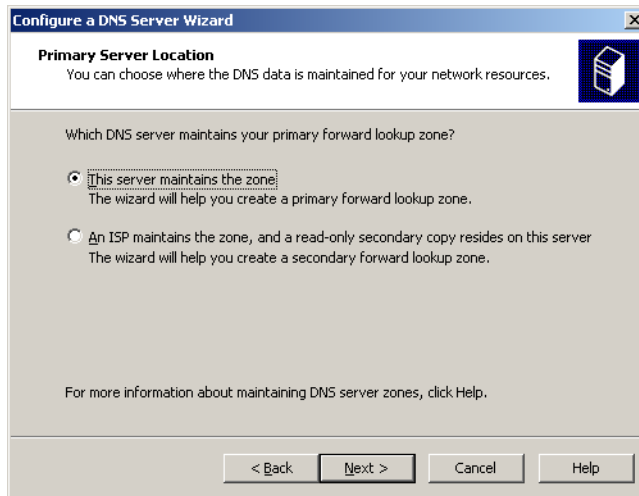 Configure a DNS Server Wizard
Primary Server Location
You can choose where the DNS data is maintained for your network resources.
Which DNS server maintains your primary forward lookup zone?
This server maintains the zone
The wizard will help you create a primary forward lookup zone.
An ISP maintains the zone, and a read-only secondary copy resides on this server
The wizard will help you create a secondary forward lookup zone.
For more information about maintaining DNS server zones, click Help.
< Back Next > Cancel Help